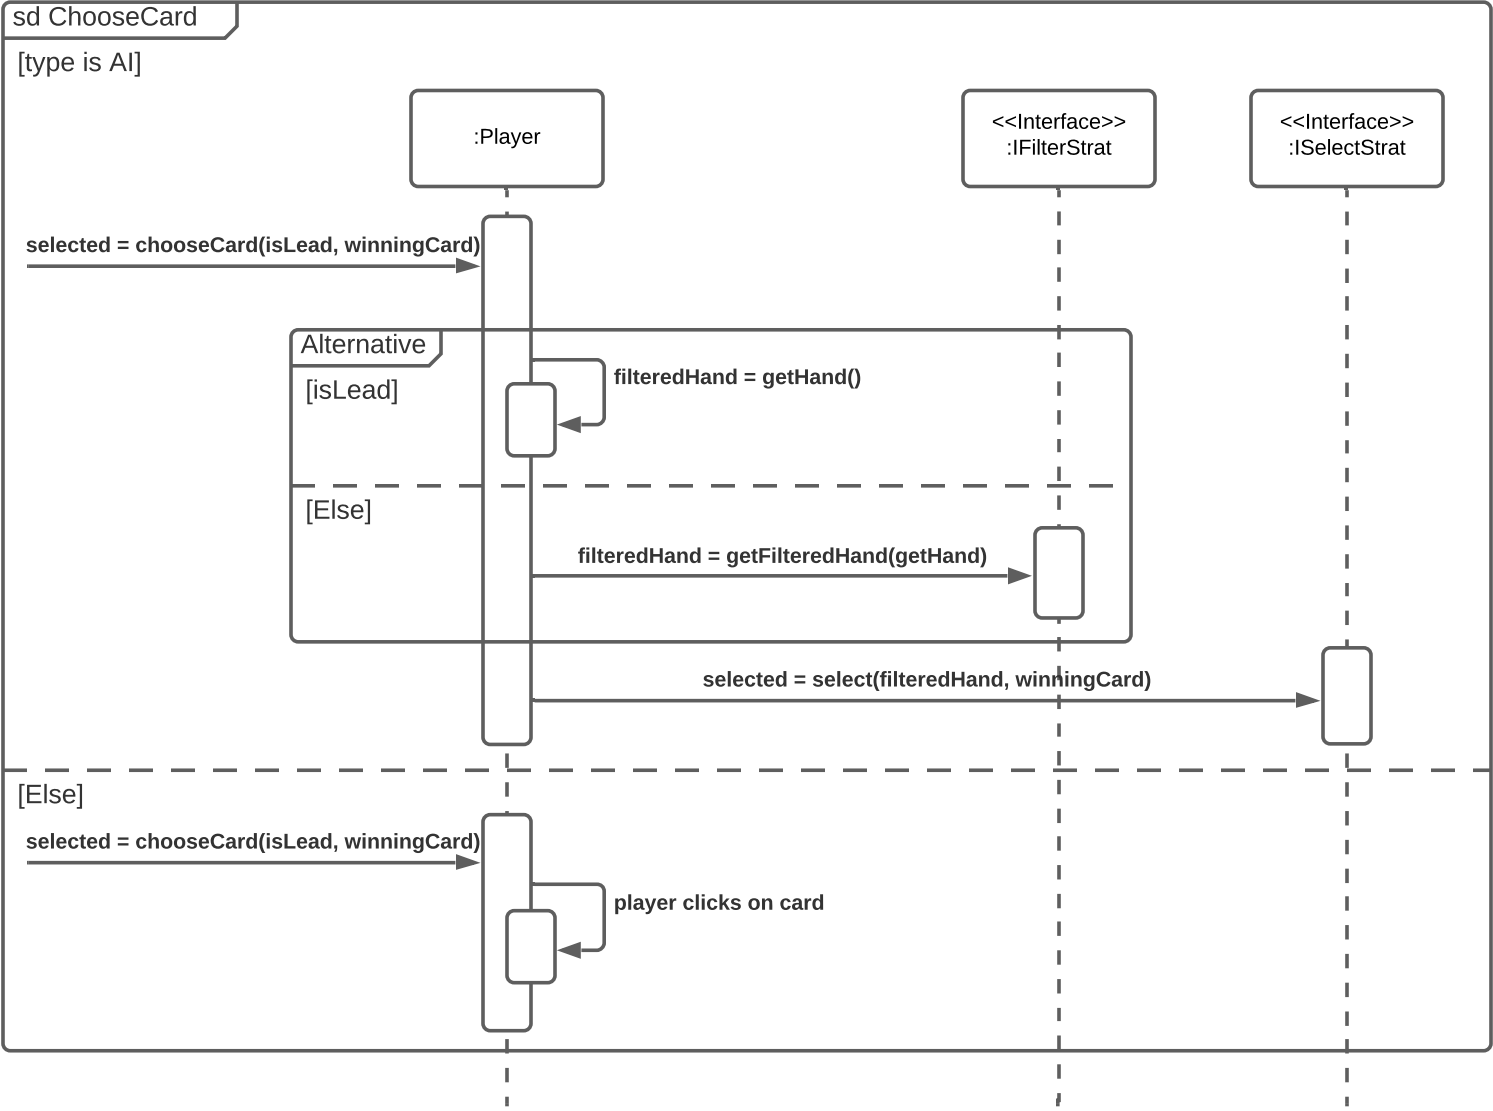 sd ChooseCard
[type is AI]
:Player
<<Interface>>
:IFilterStrat
<<Interface>>
:ISelectStrat
selected = chooseCard(isLead, winningCard)
Alternative
[isLead]
filteredHand = getHand()
[Else]
filteredHand = getFilteredHand(getHand)
selected = select(filteredHand, winningCard)
[Else]
selected = chooseCard(isLead, winningCard)
player clicks on card